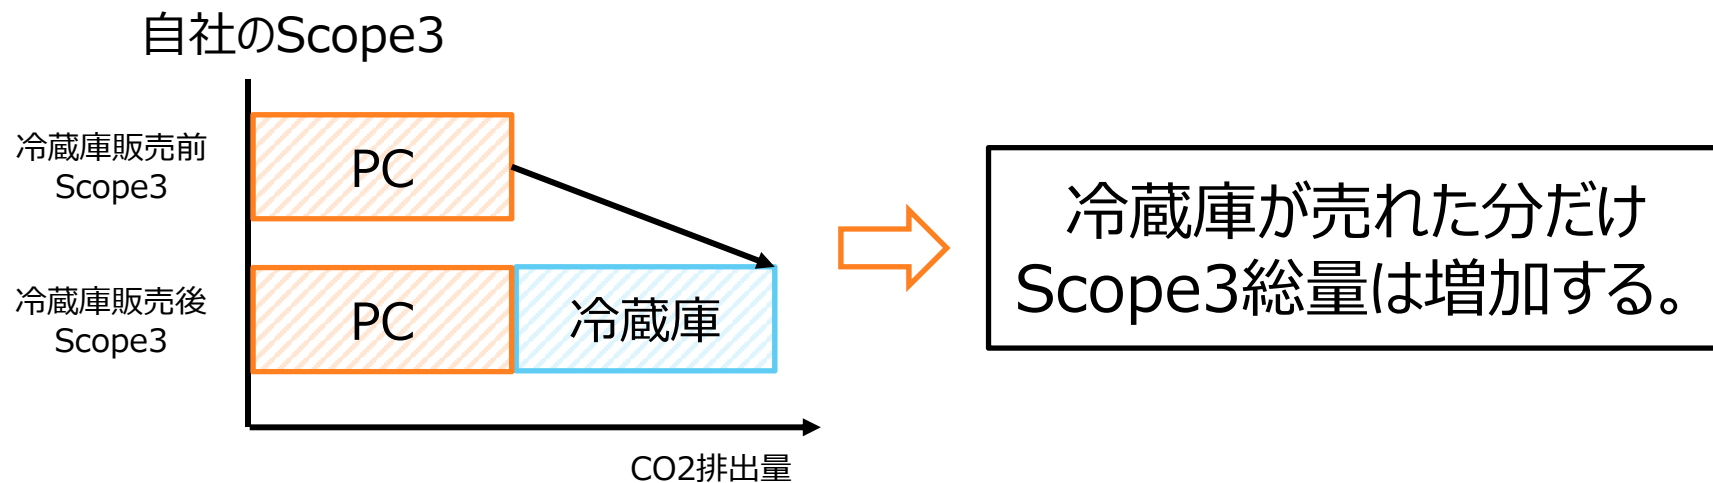 自社のScope3
冷蔵庫販売前
Scope3
PC
冷蔵庫販売後
Scope3
PC
冷蔵庫
CO2排出量
冷蔵庫が売れた分だけ
Scope3総量は増加する。